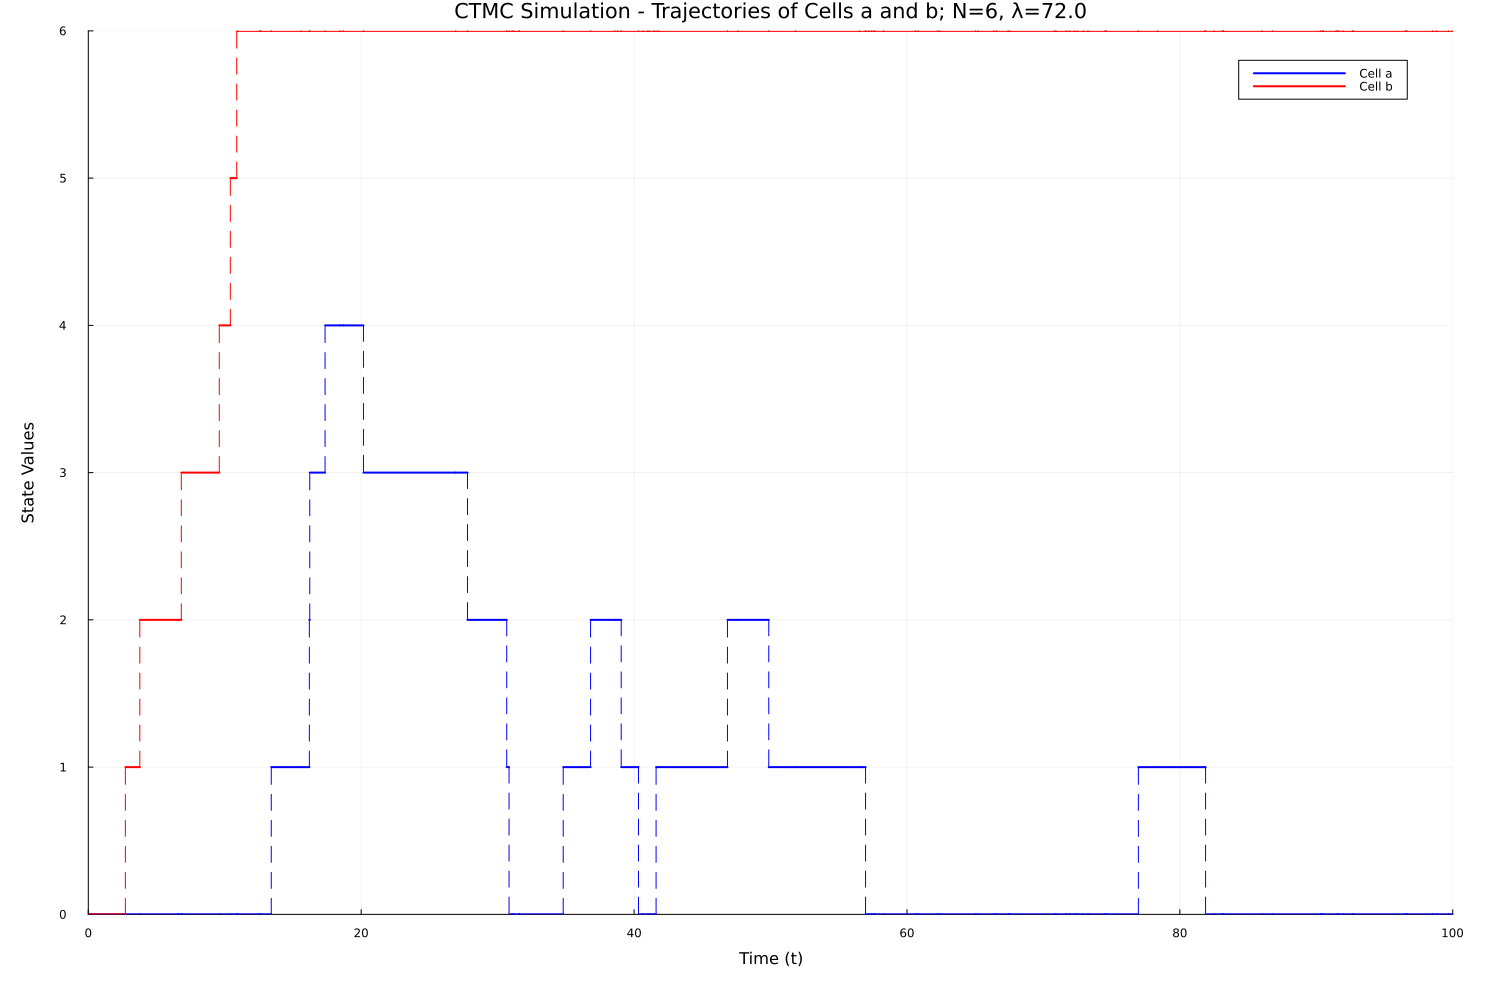 CTMC Simulation - Trajectories of Cells a and b; N=6, λ=72.0
6
Cell a
Cell b
5
4
State Values
3
2
1
0
0 20 40 60 80 100
Time (t)